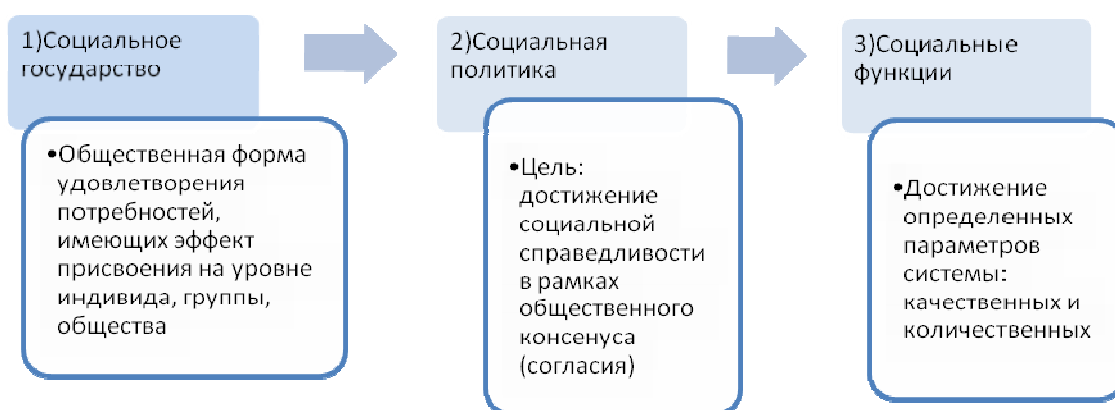 1)Социальное
государство
•Общественная форма
удовлетворения
потребностей,
имеющих эффект
присвоения на уровне
индивида, группы,
общества
2)Социальная
политика
•Цель:
достижение
социальной
справедливости
в рамках
общественного
консенуса
(согласия)
3)Социальные
функции
•Достижение
определенных
параметров
системы:
качественных и
количественных